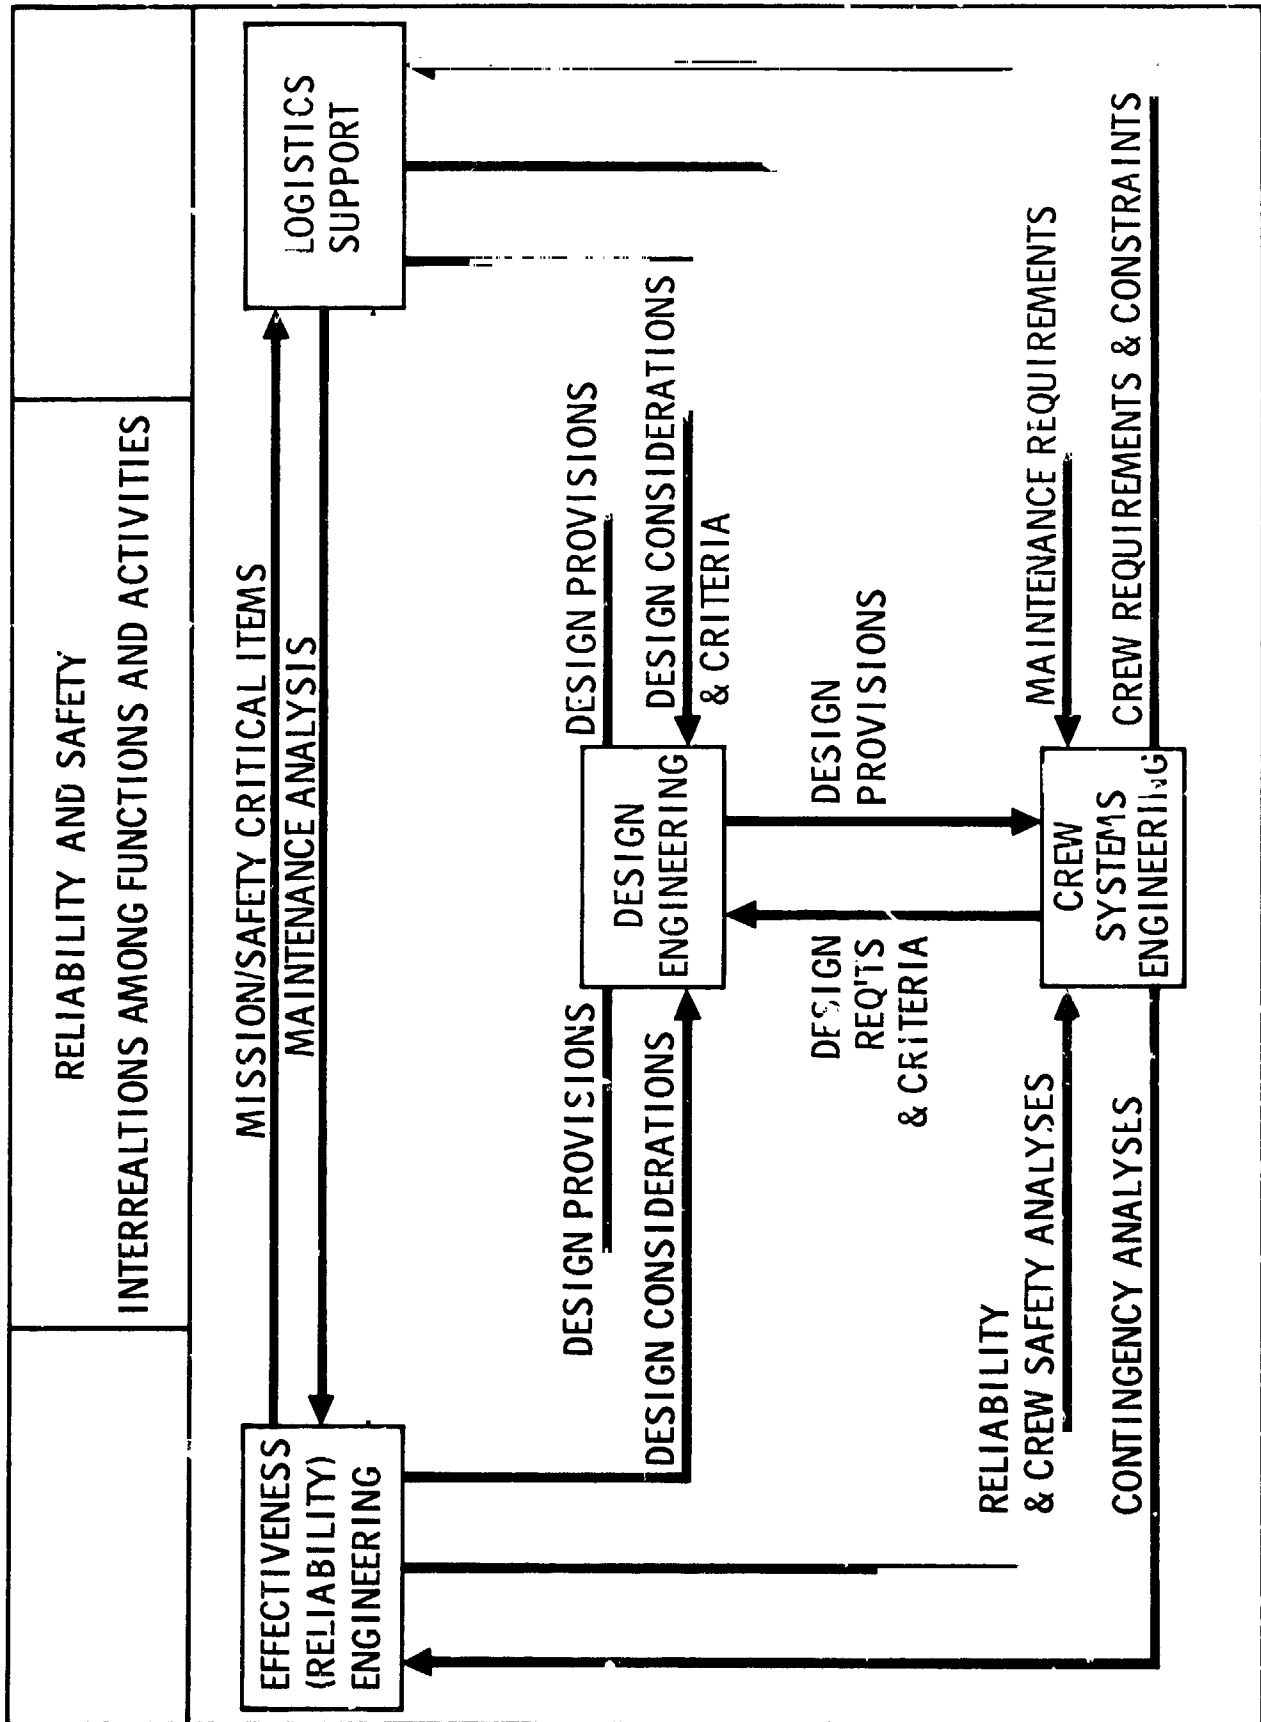 RELIABILITY AND SAFETY
INTERREALTIONS AMONG FUNCTIONS AND ACTIVITIES
EFFECTIVENESS
(RELIABILITY)
ENGINEERING
MISSION/SAFETY CRITICAL ITEMS
MAINTENANCE ANALYSIS
LOGISTICS
SUPPORT
DESIGN PROVISIONS
DESIGN CONSIDERATIONS
DESIGN
ENGINEERING
DESIGN PROVISIONS
DESIGN CONSIDERATIONS
& CRITERIA
DESIGN
REQ'TS
& CRITERIA
DESIGN
PROVISIONS
RELIABILITY
& CREW SAFETY ANALYSES
CONTINGENCY ANALYSES
CREW
SYSTEMS
ENGINEERING
MAINTENANCE REQUIREMENTS
CREW REQUIREMENTS & CONSTRAINTS